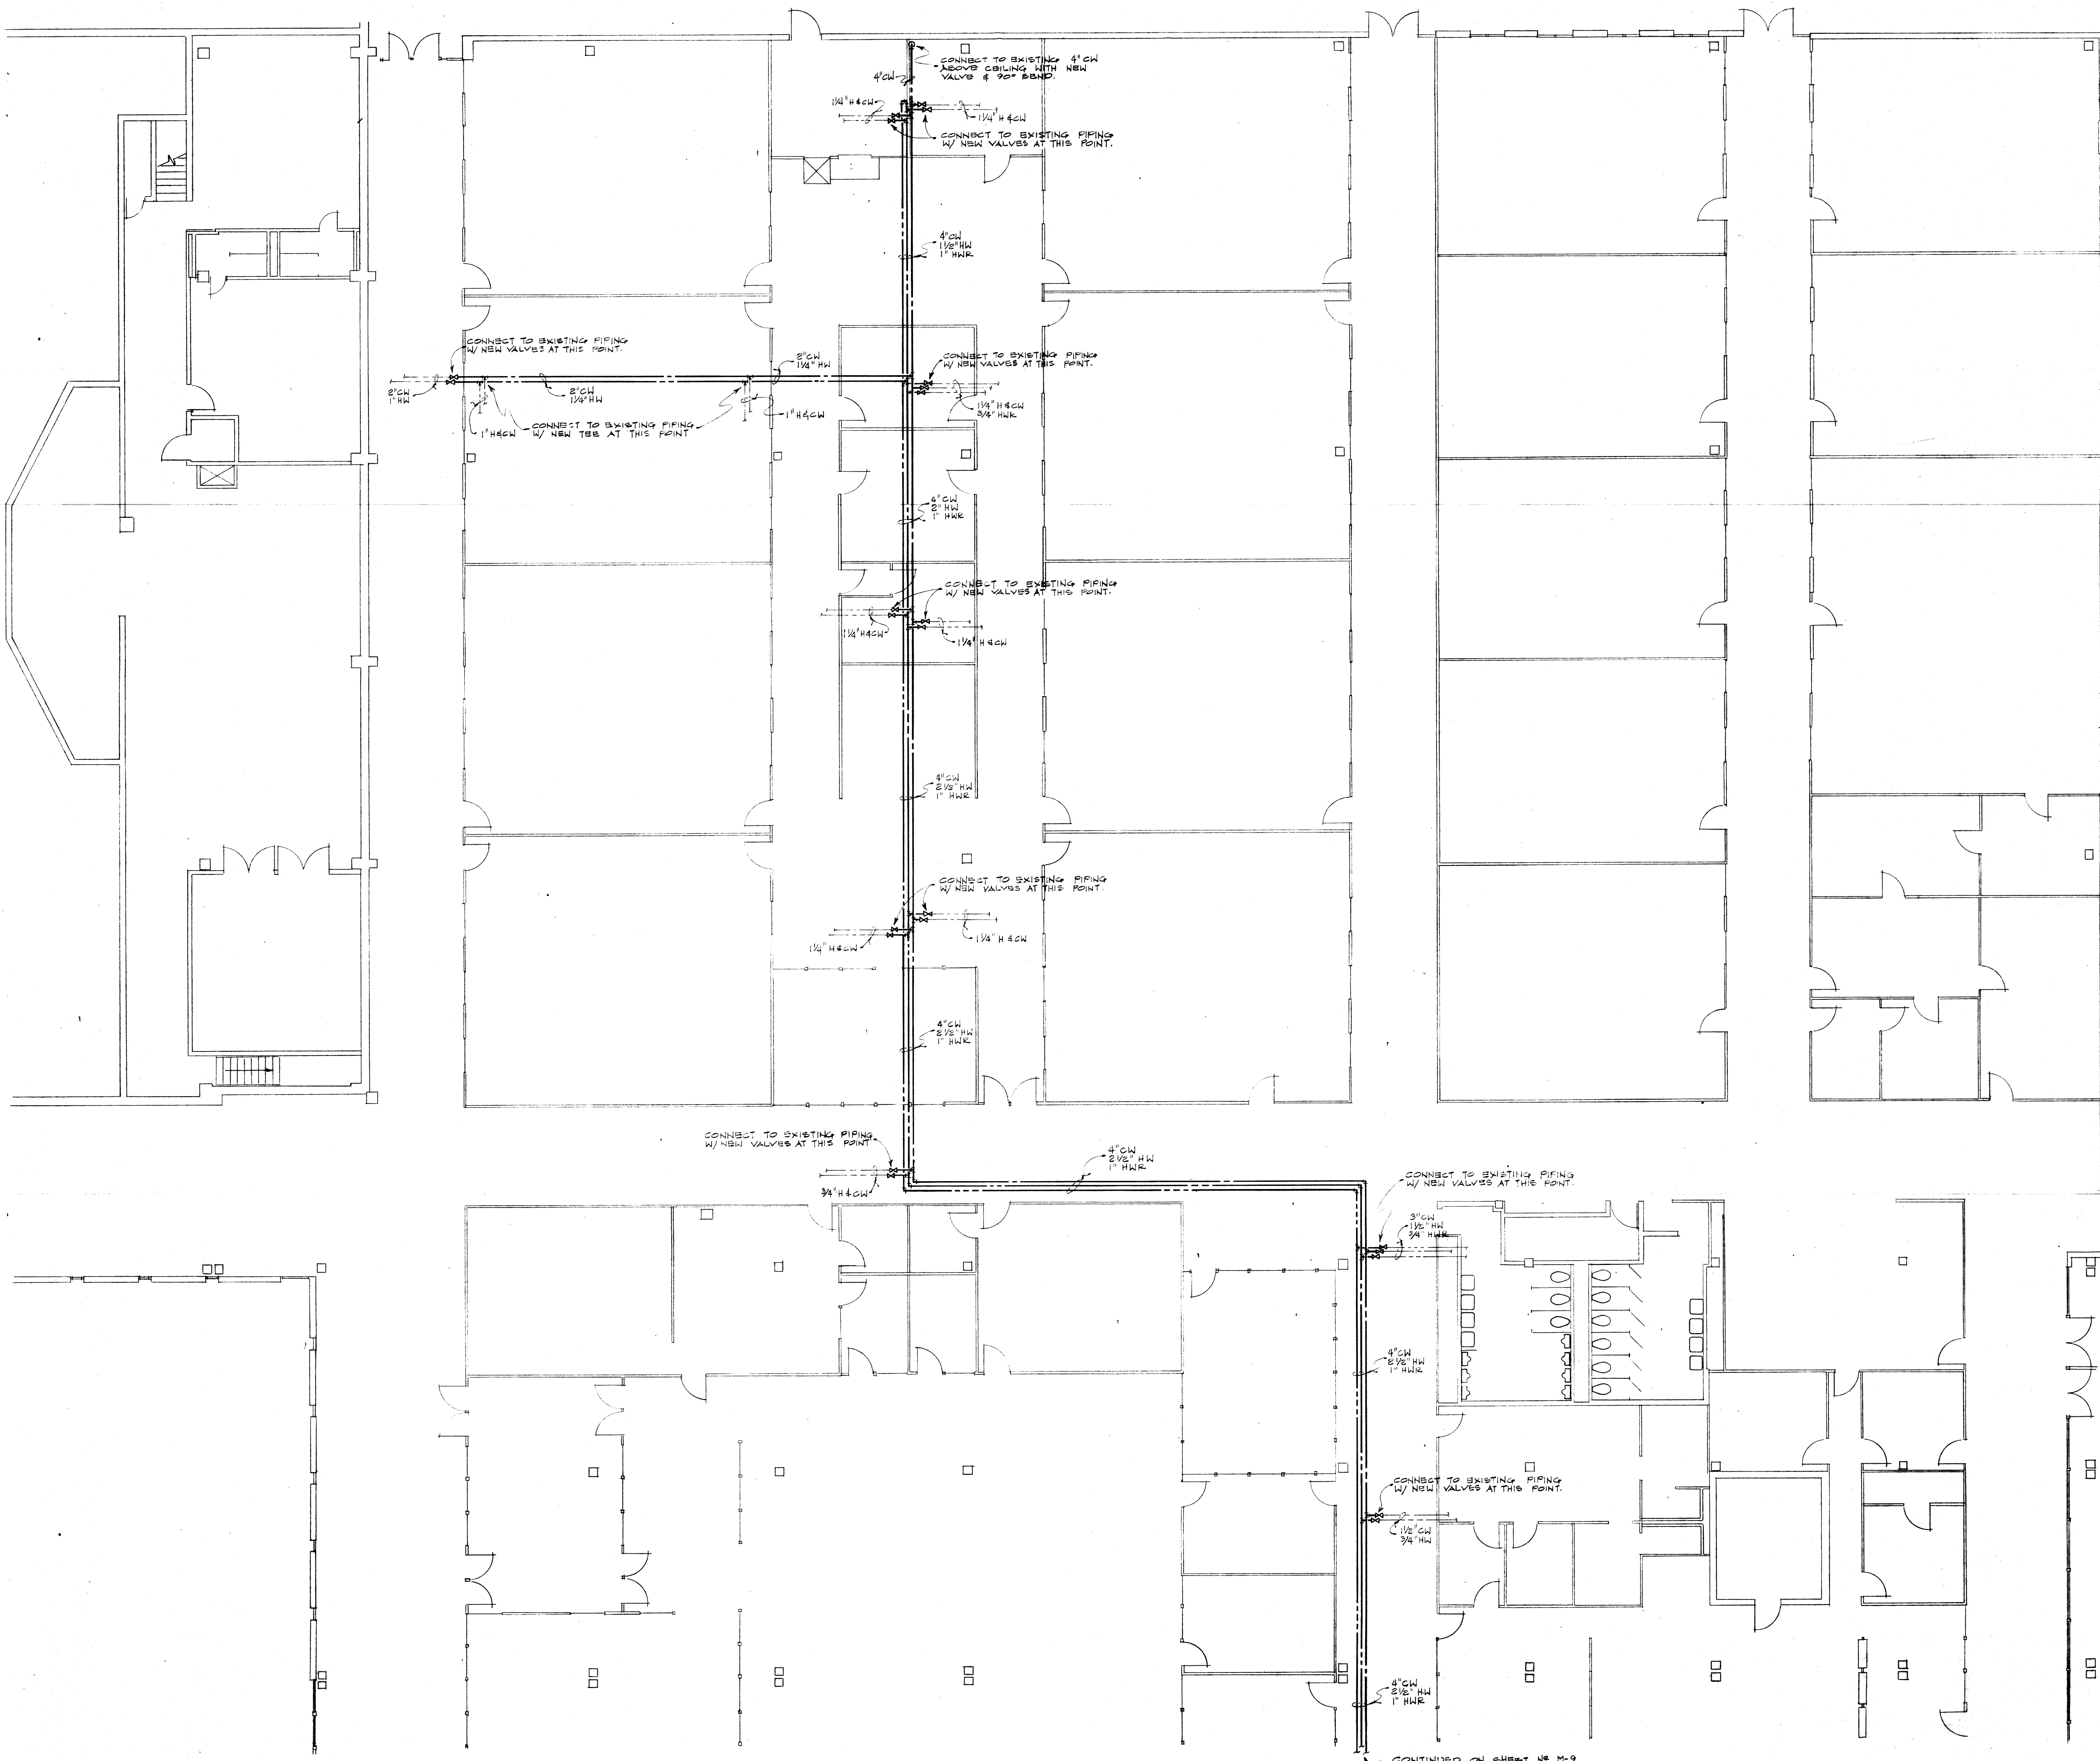 CONNECT TO EXISTING 4" CW
ABOVE CEILING WITH NEW
VALVE & 90° BEND.
4"CW
1¼"H&CW
1¼"H&CW
CONNECT TO EXISTING PIPING
W/ NEW VALVES AT THIS POINT.
4"CW
1½"HW
1" HWR
CONNECT TO EXISTING PIPING
W/ NEW VALVES AT THIS POINT.
2"CW
1¼"HW
CONNECT TO EXISTING PIPING
W/ NEW VALVES AT THIS POINT.
2"CW
1"HW
2"CW
1¼"HW
1¼"H&CW
¾"HWR
1"H&CW
1"H&CW
CONNECT TO EXISTING PIPING
W/ NEW TEE AT THIS POINT
4"CW
2"HW
1" HWR
CONNECT TO EXISTING PIPING
W/ NEW VALVES AT THIS POINT.
1¼"H&CW
1¼"H&CW
4"CW
2½"HW
1" HWR
CONNECT TO EXISTING PIPING
W/ NEW VALVES AT THIS POINT.
1¼"H&CW
1¼"H&CW
4"CW
2½"HW
1" HWR
CONNECT TO EXISTING PIPING
W/ NEW VALVES AT THIS POINT
¾"H&CW
4"CW
2½"HW
1" HWR
CONNECT TO EXISTING PIPING
W/ NEW VALVES AT THIS POINT.
3"CW
1½"HW
¾"HWR
4"CW
2½"HW
1" HWR
CONNECT TO EXISTING PIPING
W/ NEW VALVES AT THIS POINT.
1½"CW
¾"HW
4"CW
2½"HW
1" HWR
CONTINUED ON SHEET Nº M-9